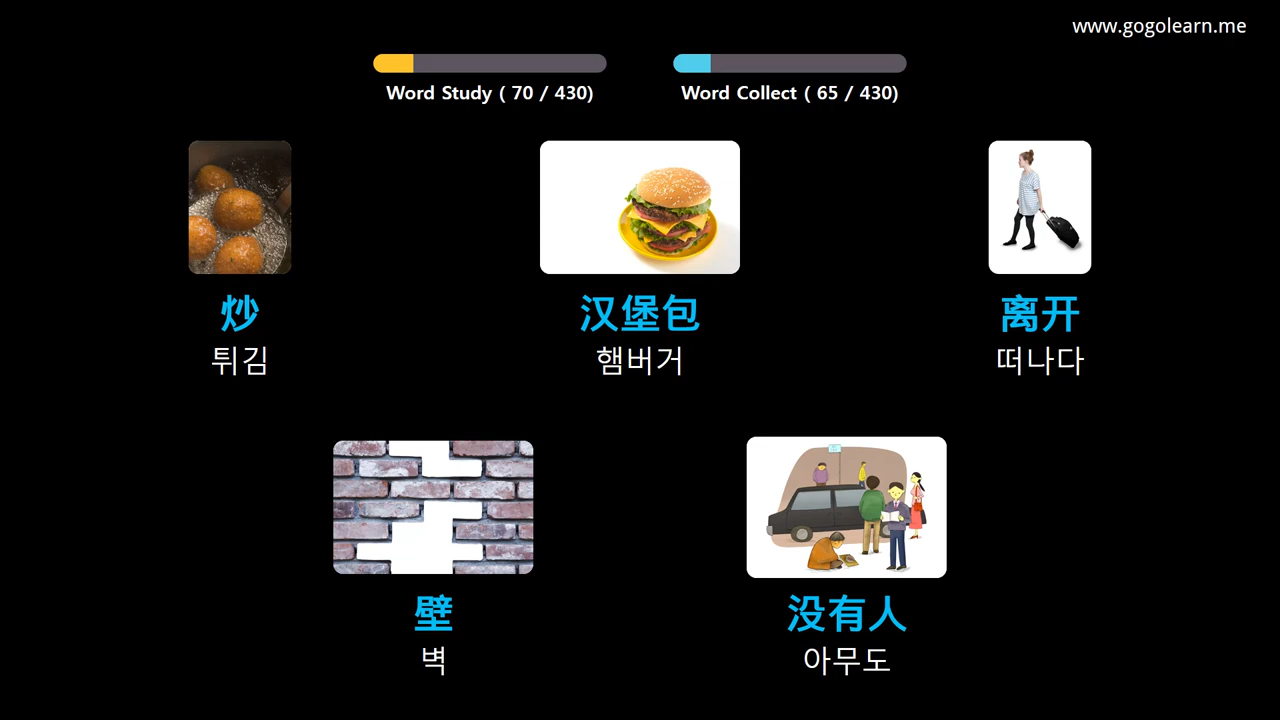 www.gogolearn.me
Word Study ( 70 / 430)
Word Collect ( 65 / 430)
炒
튀김
汉堡包
햄버거
离开
떠나다
壁
벽
没有人
아무도